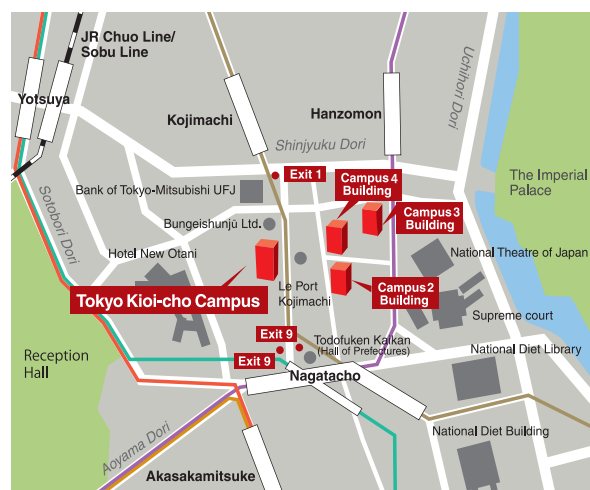 JR Chuo Line/
Sobu Line
Yotsuya
Kojimachi
Hanzomon
Uchibori Dori
Shinjyuku Dori
Exit 1
Campus 4
Building
The Imperial
Palace
Bank of Tokyo-Mitsubishi UFJ
Campus 3
Building
Sotobori Dori
Bungeishunjū Ltd.
Hotel New Otani
National Theatre of Japan
Tokyo Kioi-cho Campus
Le Port
Kojimachi
Campus 2
Building
Supreme court
Exit 9
Todofuken Kaikan
(Hall of Prefectures)
Exit 9
National Diet Library
Reception
Hall
Nagatacho
Aoyama Dori
National Diet Building
Akasakamitsuke